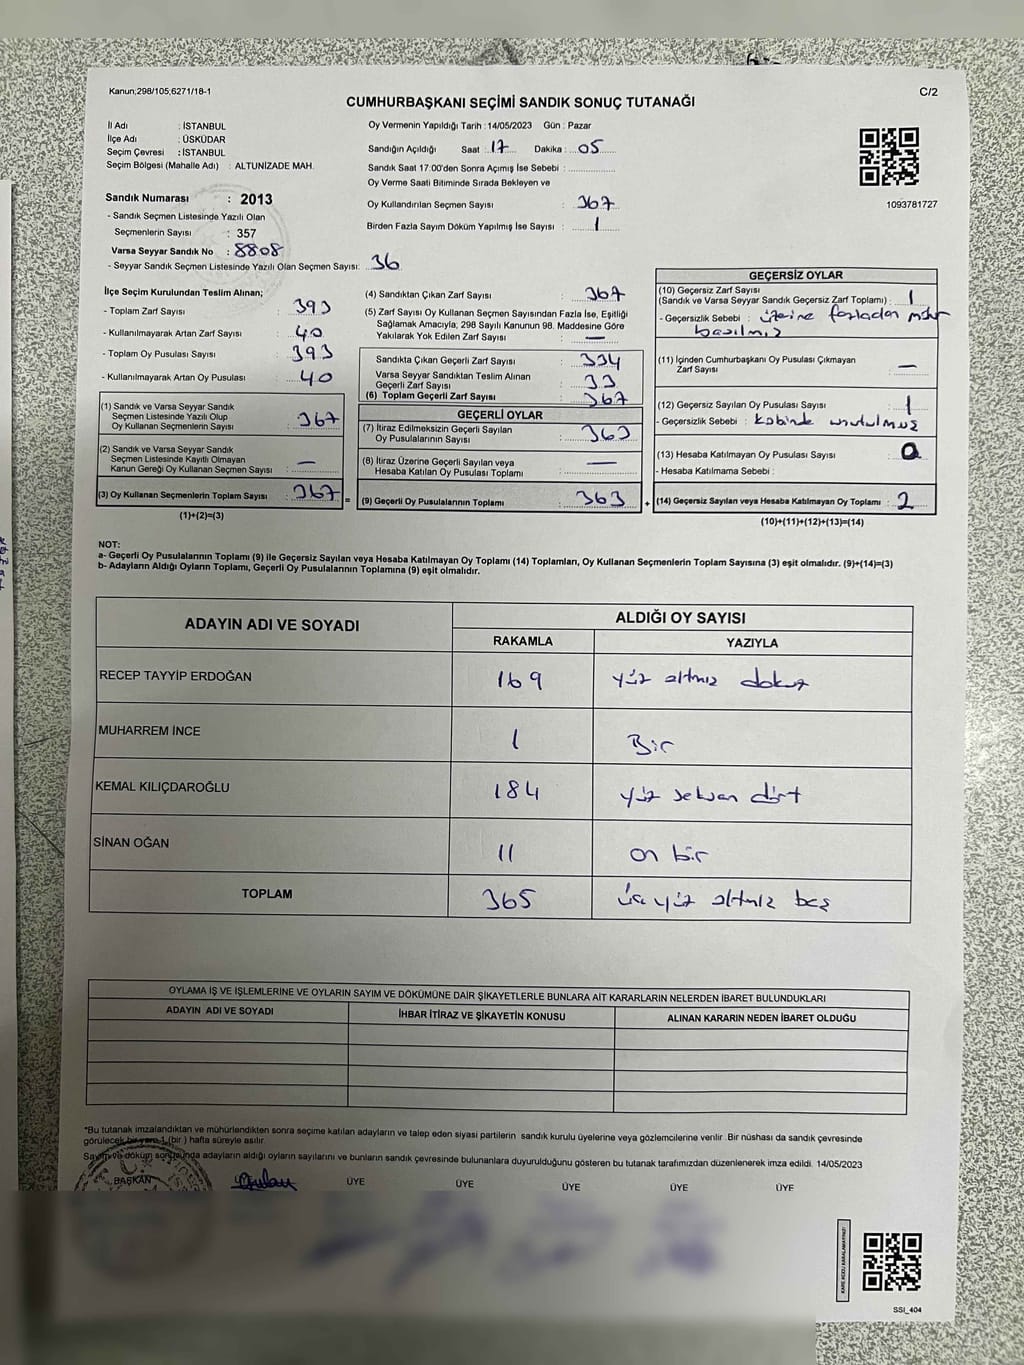 Kanun;298/105;6271/18-1
C/2
CUMHURBAŞKANI SEÇİMİ SANDIK SONUÇ TUTANAĞI
İl Adı : İSTANBUL
İlçe Adı : ÜSKÜDAR
Seçim Çevresi : İSTANBUL
Seçim Bölgesi (Mahalle Adı) : ALTUNİZADE MAH.
Sandık Numarası : 2013
- Sandık Seçmen Listesinde Yazılı Olan
Seçmenlerin Sayısı : 357
Varsa Seyyar Sandık No : 8808
- Seyyar Sandık Seçmen Listesinde Yazılı Olan Seçmen Sayısı: 36
Oy Vermenin Yapıldığı Tarih : 14/05/2023 Gün : Pazar
Sandığın Açıldığı Saat : 17 Dakika : 05
Sandık Saat 17:00'den Sonra Açımış İse Sebebi :
Oy Verme Saati Bitiminde Sırada Bekleyen ve
Oy Kullandırılan Seçmen Sayısı : 367
Birden Fazla Sayım Döküm Yapılmış İse Sayısı : 1
1093781727
İlçe Seçim Kurulundan Teslim Alınan;
- Toplam Zarf Sayısı : 393
- Kullanılmayarak Artan Zarf Sayısı : 40
- Toplam Oy Pusulası Sayısı : 393
- Kullanılmayarak Artan Oy Pusulası : 40
(1) Sandık ve Varsa Seyyar Sandık
Seçmen Listesinde Yazılı Olup
Oy Kullanan Seçmenlerin Sayısı : 367
(2) Sandık ve Varsa Seyyar Sandık
Seçmen Listesinde Kayıtlı Olmayan
Kanun Gereği Oy Kullanan Seçmen Sayısı : —
(3) Oy Kullanan Seçmenlerin Toplam Sayısı : 367 =
(1)+(2)=(3)
(4) Sandıktan Çıkan Zarf Sayısı : 367
(5) Zarf Sayısı Oy Kullanan Seçmen Sayısından Fazla İse, Eşitliği
Sağlamak Amacıyla; 298 Sayılı Kanunun 98. Maddesine Göre
Yakılarak Yok Edilen Zarf Sayısı : —
Sandıkta Çıkan Geçerli Zarf Sayısı : 334
Varsa Seyyar Sandıktan Teslim Alınan
Geçerli Zarf Sayısı : 33
(6) Toplam Geçerli Zarf Sayısı : 367
GEÇERLİ OYLAR
(7) İtiraz Edilmeksizin Geçerli Sayılan
Oy Pusulalarının Sayısı : 363
(8) İtiraz Üzerine Geçerli Sayılan veya
Hesaba Katılan Oy Pusulası Toplamı : —
(9) Geçerli Oy Pusulalarının Toplamı : 363 +
GEÇERSİZ OYLAR
(10) Geçersiz Zarf Sayısı
(Sandık ve Varsa Seyyar Sandık Geçersiz Zarf Toplamı) : 1
- Geçersizlik Sebebi : üzerine fazladan mühür
basılmış
(11) İçinden Cumhurbaşkanı Oy Pusulası Çıkmayan
Zarf Sayısı : —
(12) Geçersiz Sayılan Oy Pusulası Sayısı : 1
- Geçersizlik Sebebi : kabinde unutulmuş
(13) Hesaba Katılmayan Oy Pusulası Sayısı : 0
- Hesaba Katılmama Sebebi :
(14) Geçersiz Sayılan veya Hesaba Katılmayan Oy Toplamı : 2
(10)+(11)+(12)+(13)=(14)
NOT:
a- Geçerli Oy Pusulalarının Toplamı (9) ile Geçersiz Sayılan veya Hesaba Katılmayan Oy Toplamı (14) Toplamları, Oy Kullanan Seçmenlerin Toplam Sayısına (3) eşit olmalıdır. (9)+(14)=(3)
b- Adayların Aldığı Oyların Toplamı, Geçerli Oy Pusulalarının Toplamına (9) eşit olmalıdır.
ADAYIN ADI VE SOYADI
ALDIĞI OY SAYISI
RAKAMLA YAZIYLA
RECEP TAYYİP ERDOĞAN 169 yüz altmış dokuz
MUHARREM İNCE 1 Bir
KEMAL KILIÇDAROĞLU 184 yüz seksen dört
SİNAN OĞAN 11 on bir
TOPLAM 365 üç yüz altmış beş
OYLAMA İŞ VE İŞLEMLERİNE VE OYLARIN SAYIM VE DÖKÜMÜNE DAİR ŞİKAYETLERLE BUNLARA AİT KARARLARIN NELERDEN İBARET BULUNDUKLARI
ADAYIN ADI VE SOYADI İHBAR İTİRAZ VE ŞİKAYETİN KONUSU ALINAN KARARIN NEDEN İBARET OLDUĞU
*Bu tutanak imzalandıktan ve mühürlendikten sonra seçime katılan adayların ve talep eden siyasi partilerin sandık kurulu üyelerine veya gözlemcilerine verilir. Bir nüshası da sandık çevresinde
görülecek bir yere 1 (bir) hafta süreyle asılır.
Sayım ve döküm sonucunda adayların aldığı oyların sayılarını ve bunların sandık çevresinde bulunanlara duyurulduğunu gösteren bu tutanak tarafımızdan düzenlenerek imza edildi. 14/05/2023
BAŞKAN ÜYE ÜYE ÜYE ÜYE ÜYE
KARE KODU KARALAMAYINIZ!
SSI_404